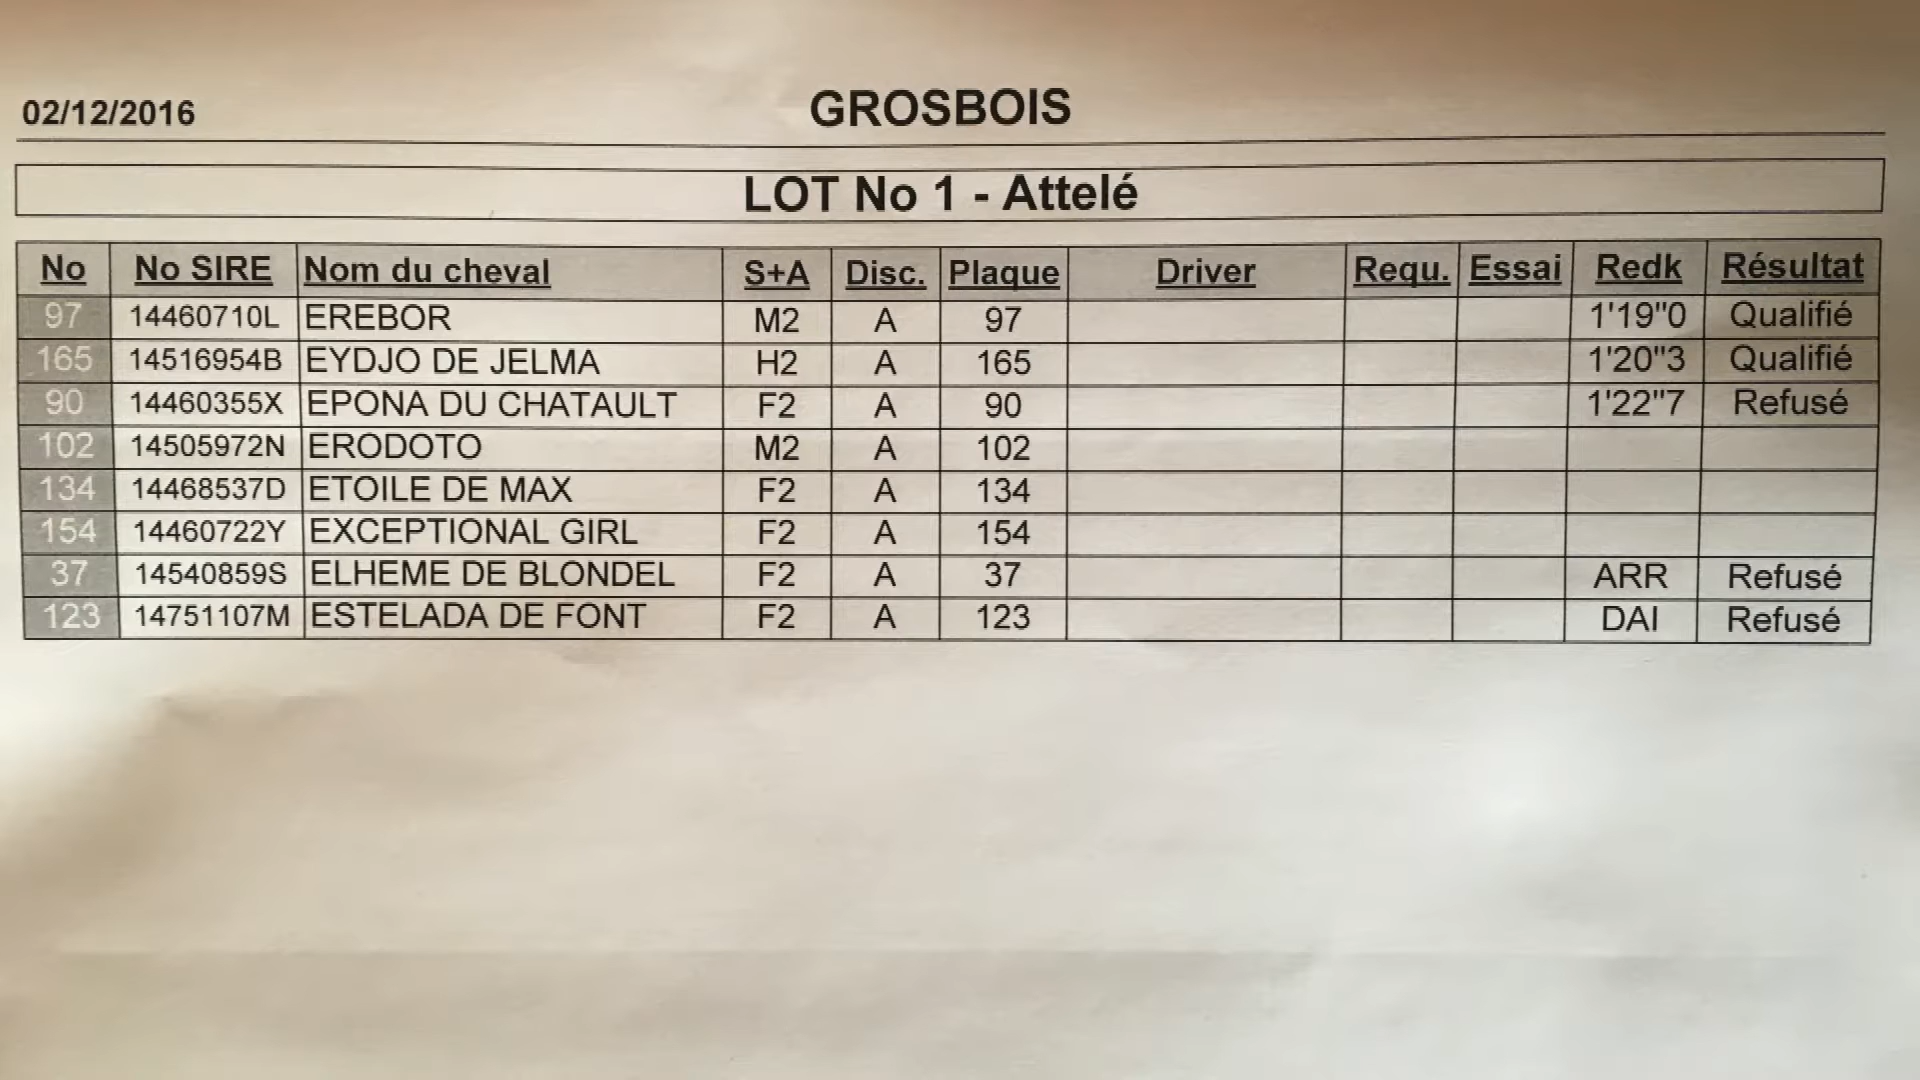 02/12/2016 GROSBOIS
LOT No 1 - Attelé
No No SIRE Nom du cheval S+A Disc. Plaque Driver Requ. Essai Redk Résultat
97 14460710L EREBOR M2 A 97 1'19"0 Qualifié
165 14516954B EYDJO DE JELMA H2 A 165 1'20"3 Qualifié
90 14460355X EPONA DU CHATAULT F2 A 90 1'22"7 Refusé
102 14505972N ERODOTO M2 A 102
134 14468537D ETOILE DE MAX F2 A 134
154 14460722Y EXCEPTIONAL GIRL F2 A 154
37 14540859S ELHEME DE BLONDEL F2 A 37 ARR Refusé
123 14751107M ESTELADA DE FONT F2 A 123 DAI Refusé